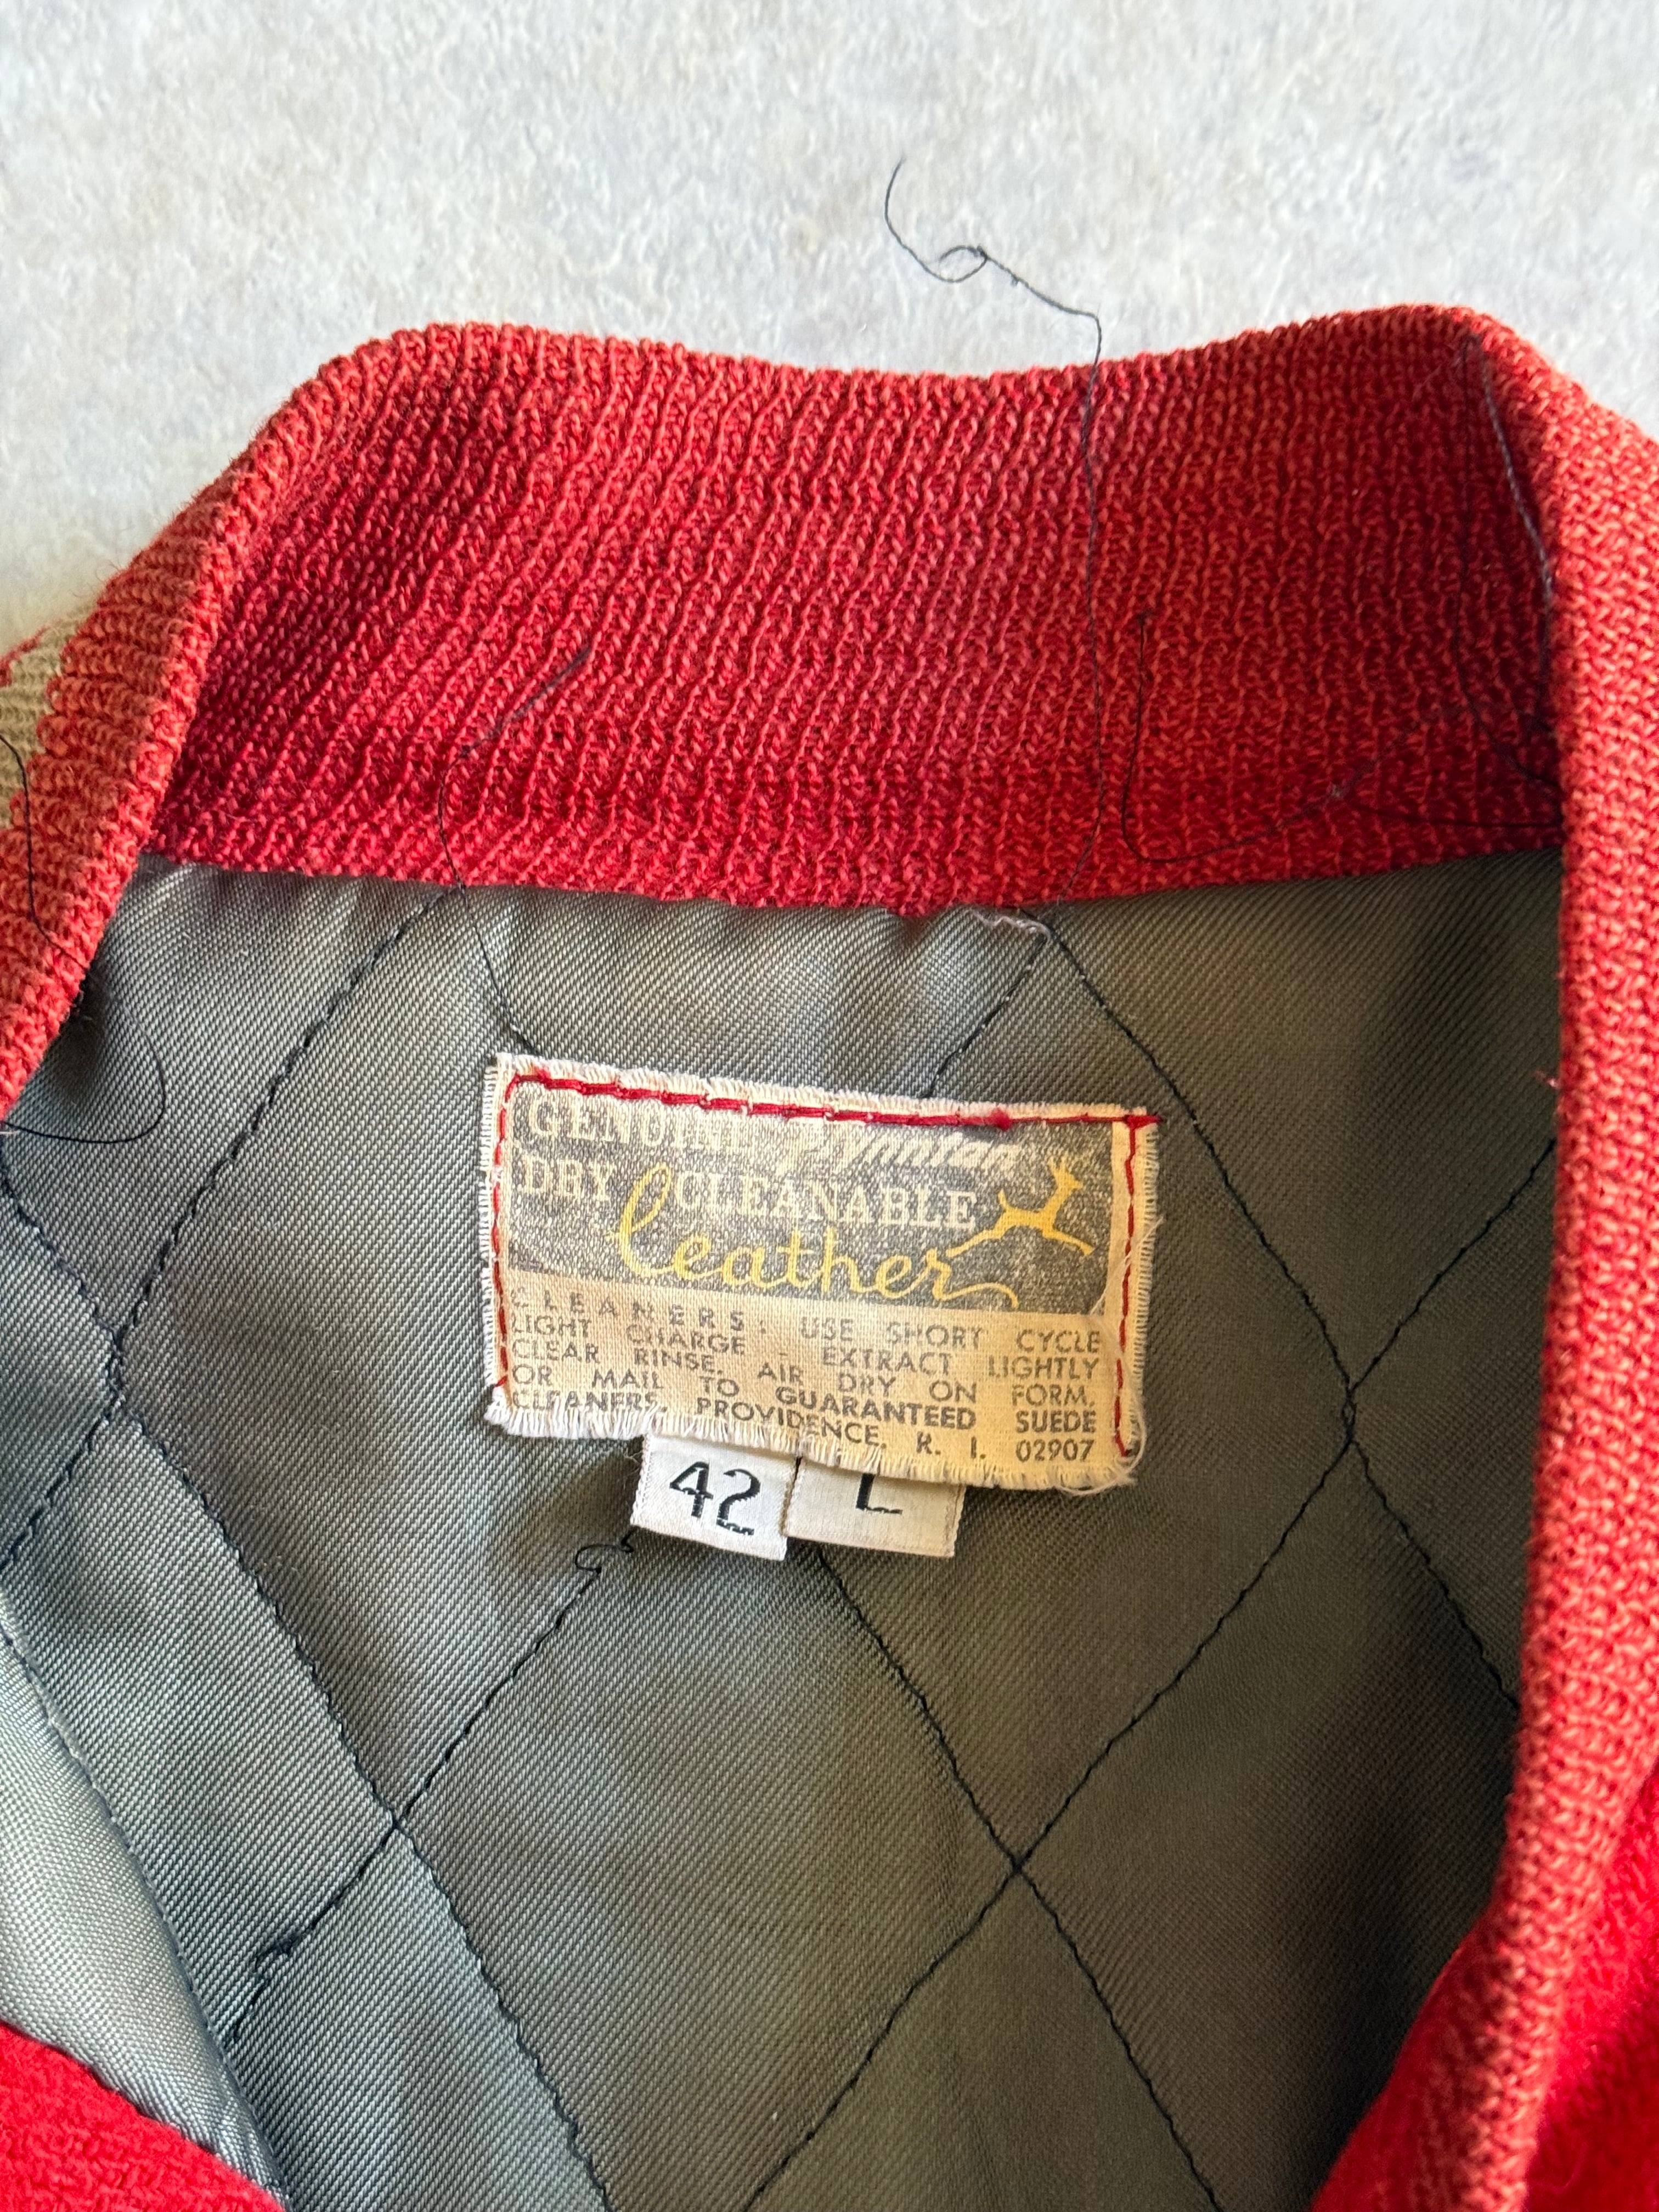 GENUINE
DRY CLEANABLE
Leather
CLEANERS: USE SHORT CYCLE
LIGHT CHARGE - EXTRACT LIGHTLY
CLEAR RINSE, AIR DRY ON FORM,
OR MAIL TO GUARANTEED SUEDE
CLEANERS, PROVIDENCE, R. I. 02907
42 L